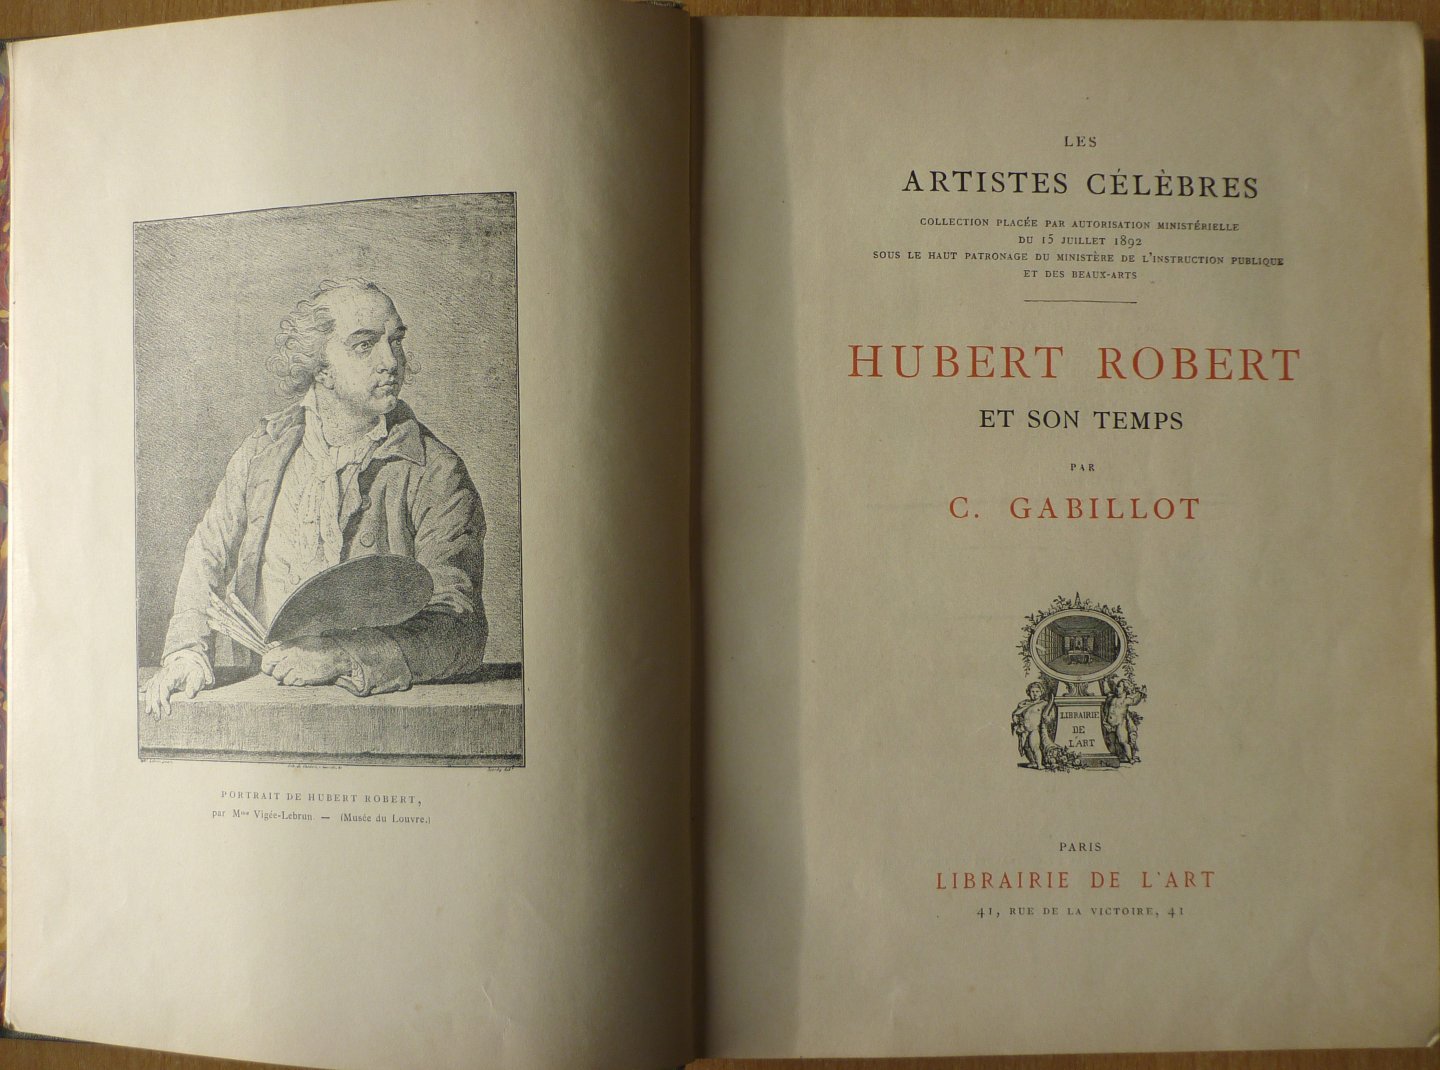 PORTRAIT DE HUBERT ROBERT,
par Mme Vigée-Lebrun. — (Musée du Louvre.)
LES
ARTISTES CÉLÈBRES
COLLECTION PLACÉE PAR AUTORISATION MINISTÉRIELLE
DU 15 JUILLET 1892
SOUS LE HAUT PATRONAGE DU MINISTÈRE DE L'INSTRUCTION PUBLIQUE
ET DES BEAUX-ARTS
HUBERT ROBERT
ET SON TEMPS
PAR
C. GABILLOT
LIBRAIRIE
DE
L'ART
PARIS
LIBRAIRIE DE L'ART
41, RUE DE LA VICTOIRE, 41